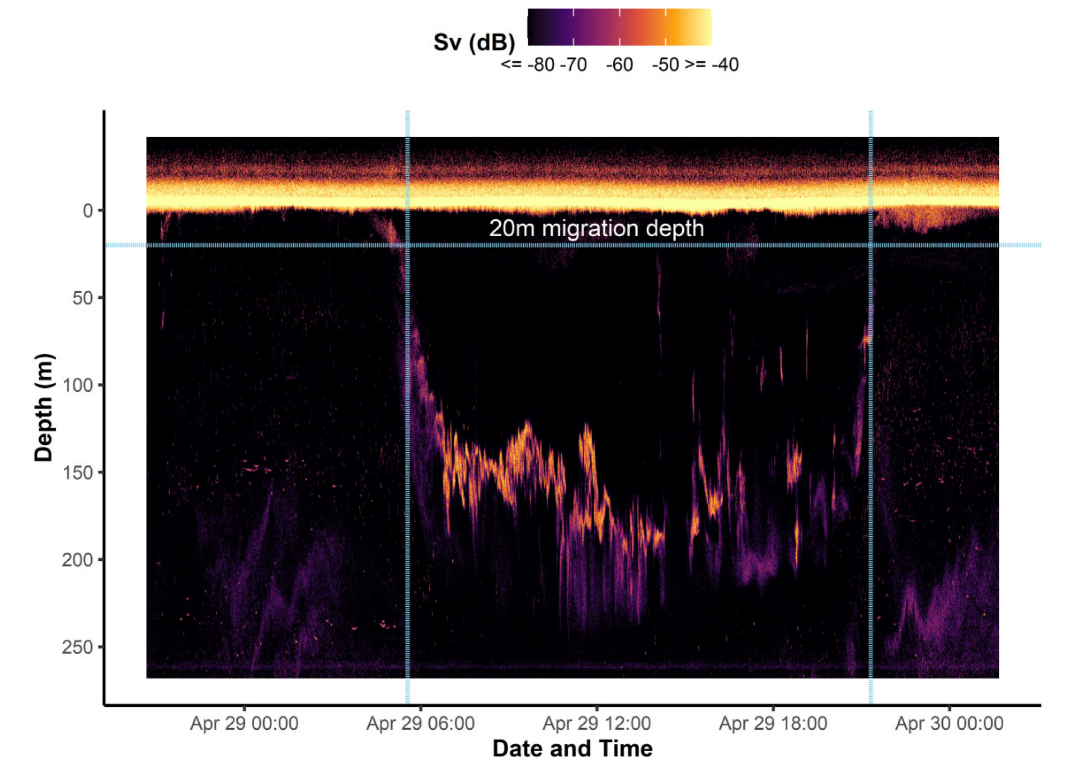 Sv (dB)
<= -80 -70 -60 -50 >= -40
20m migration depth
0
50
100
150
200
250
Depth (m)
Apr 29 00:00 Apr 29 06:00 Apr 29 12:00 Apr 29 18:00 Apr 30 00:00
Date and Time